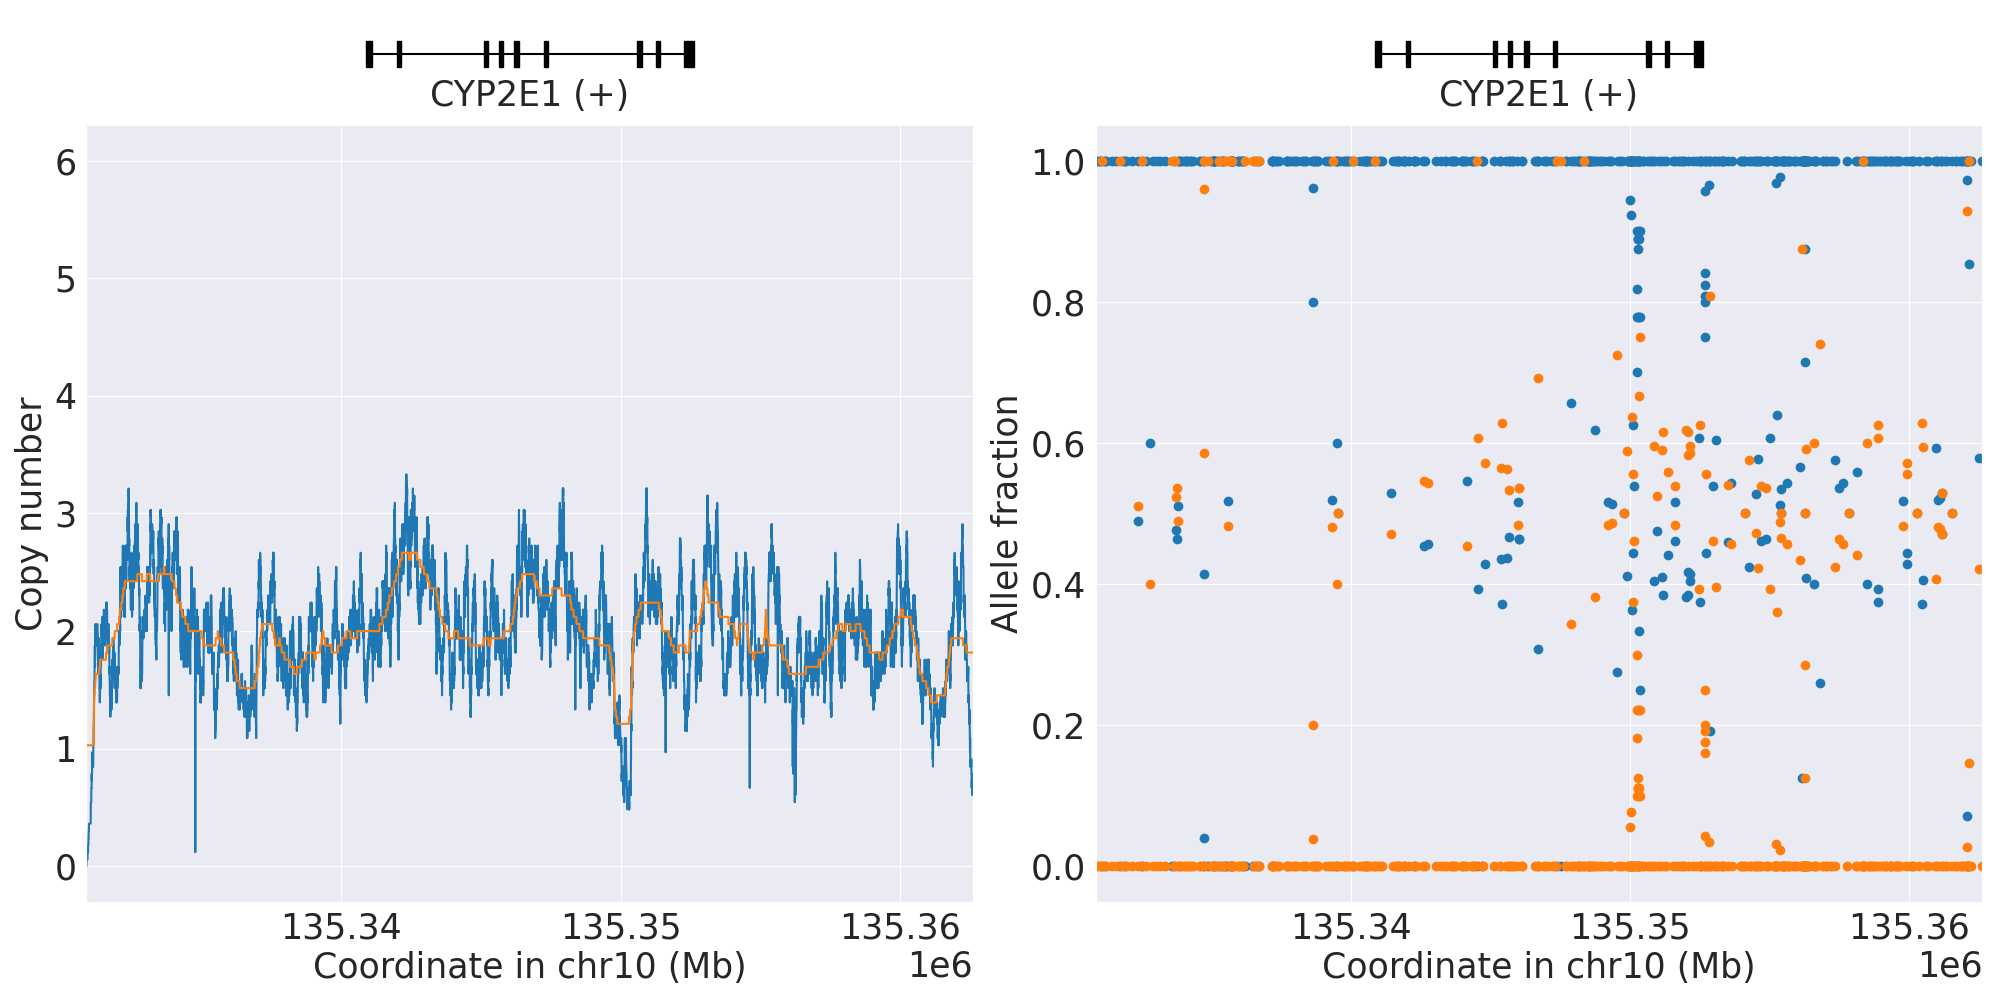 CYP2E1 (+)
6
5
4
3
2
1
0
Copy number
135.34
135.35
135.36
Coordinate in chr10 (Mb)
1e6
CYP2E1 (+)
1.0
0.8
0.6
0.4
0.2
0.0
Allele fraction
135.34
135.35
135.36
Coordinate in chr10 (Mb)
1e6